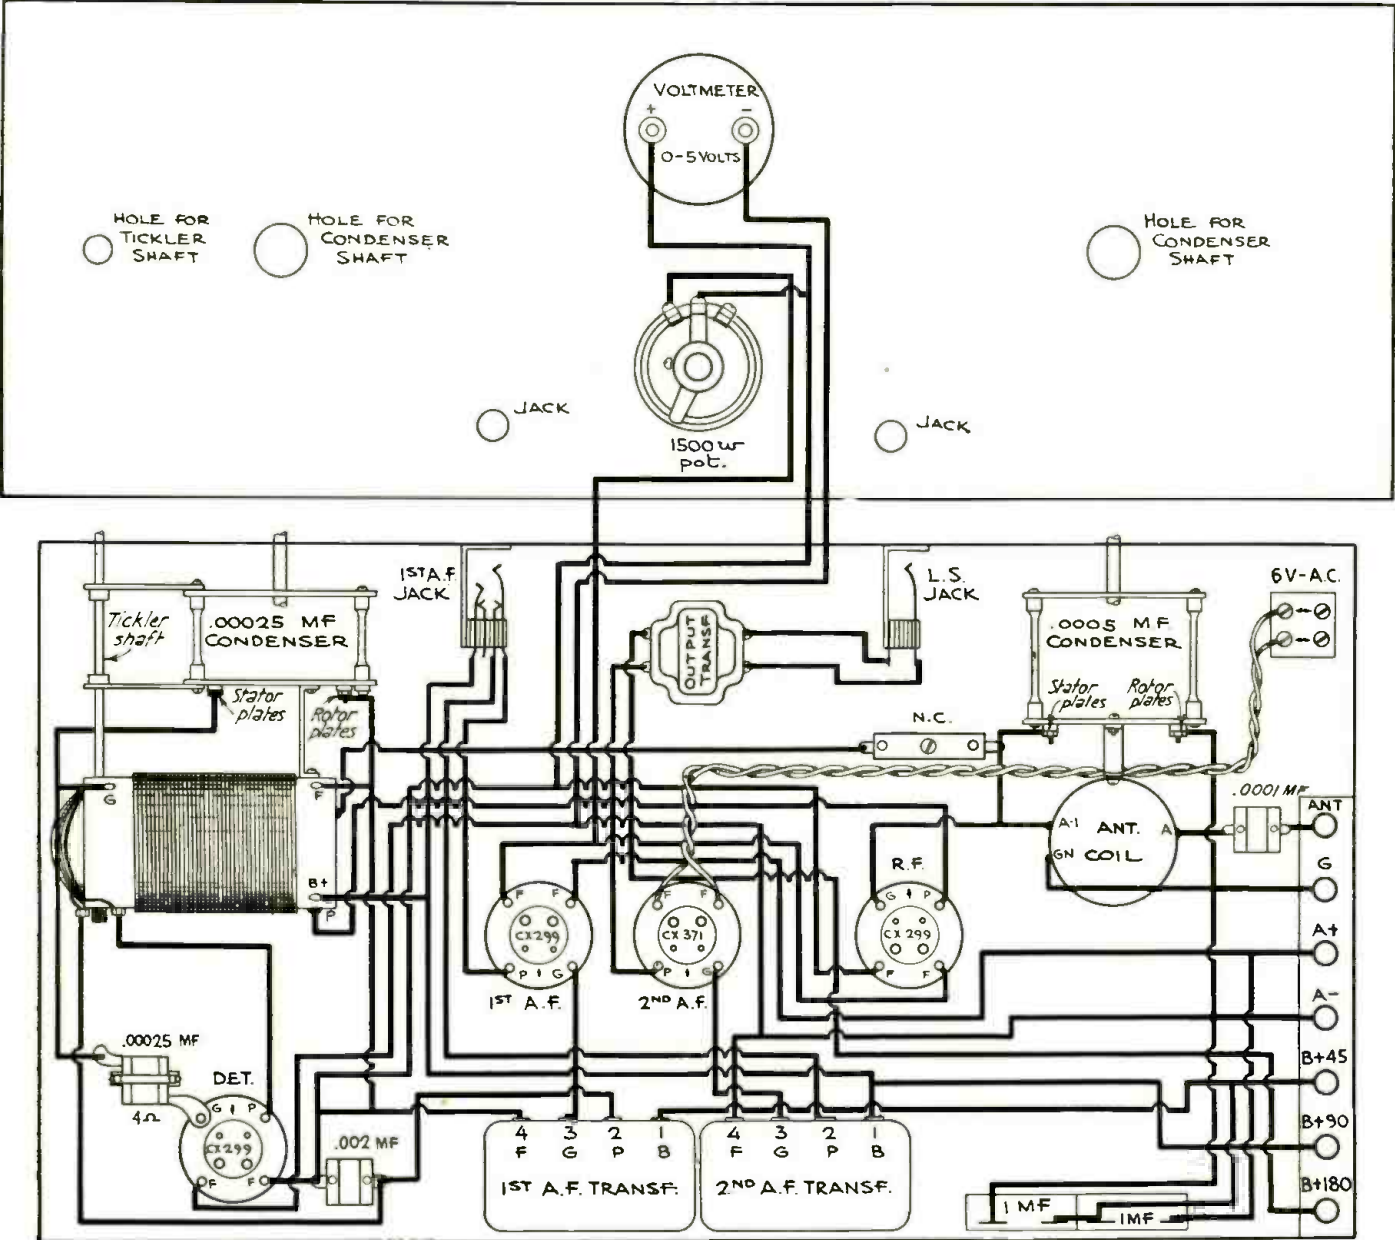 VOLTMETER
+ -
0-5 VOLTS
HOLE FOR
TICKLER
SHAFT
HOLE FOR
CONDENSER
SHAFT
HOLE FOR
CONDENSER
SHAFT
JACK
1500ω
pot.
JACK
1ST A.F.
JACK
L.S.
JACK
6V-A.C.
Tickler
shaft
.00025 MF
CONDENSER
Stator
plates
Rotor
plates
OUTPUT
TRANSF.
.0005 MF
CONDENSER
Stator
plates
Rotor
plates
N.C.
G
F
B+
P
.0001 MF
ANT
A-1
ANT.
A
GN
COIL
G
R.F.
F F
CX299
P G
1ST A.F.
F F
CX371
P G
2ND A.F.
G P
CX299
F F
A+
A-
B+45
B+90
B+180
.00025 MF
4Ω
DET.
G P
CX299
F F
.002 MF
4 3 2 1
F G P B
1ST A.F. TRANSF.
4 3 2 1
F G P B
2ND A.F. TRANSF.
1 MF
1MF